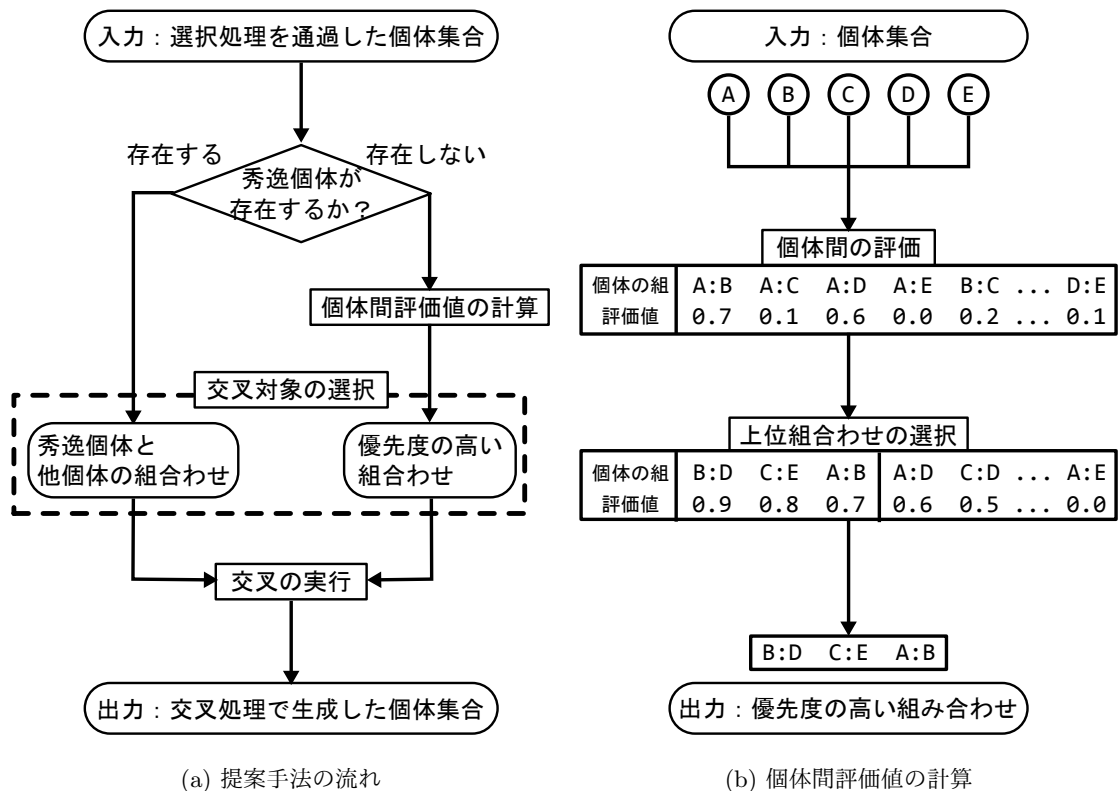 入力：選択処理を通過した個体集合
存在する
存在しない
秀逸個体が
存在するか？
個体間評価値の計算
交叉対象の選択
秀逸個体と
他個体の組合わせ
優先度の高い
組合わせ
交叉の実行
出力：交叉処理で生成した個体集合
(a) 提案手法の流れ
入力：個体集合
A B C D E
個体間の評価
個体の組 A:B A:C A:D A:E B:C ... D:E
評価値 0.7 0.1 0.6 0.0 0.2 ... 0.1
上位組合わせの選択
個体の組 B:D C:E A:B A:D C:D ... A:E
評価値 0.9 0.8 0.7 0.6 0.5 ... 0.0
B:D C:E A:B
出力：優先度の高い組み合わせ
(b) 個体間評価値の計算